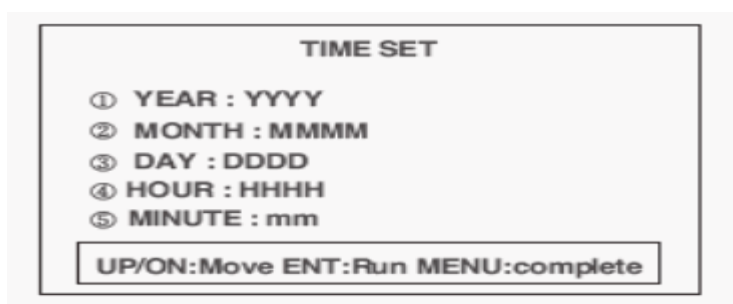 TIME SET
① YEAR : YYYY
② MONTH : MMMM
③ DAY : DDDD
④ HOUR : HHHH
⑤ MINUTE : mm
UP/ON:Move ENT:Run MENU:complete